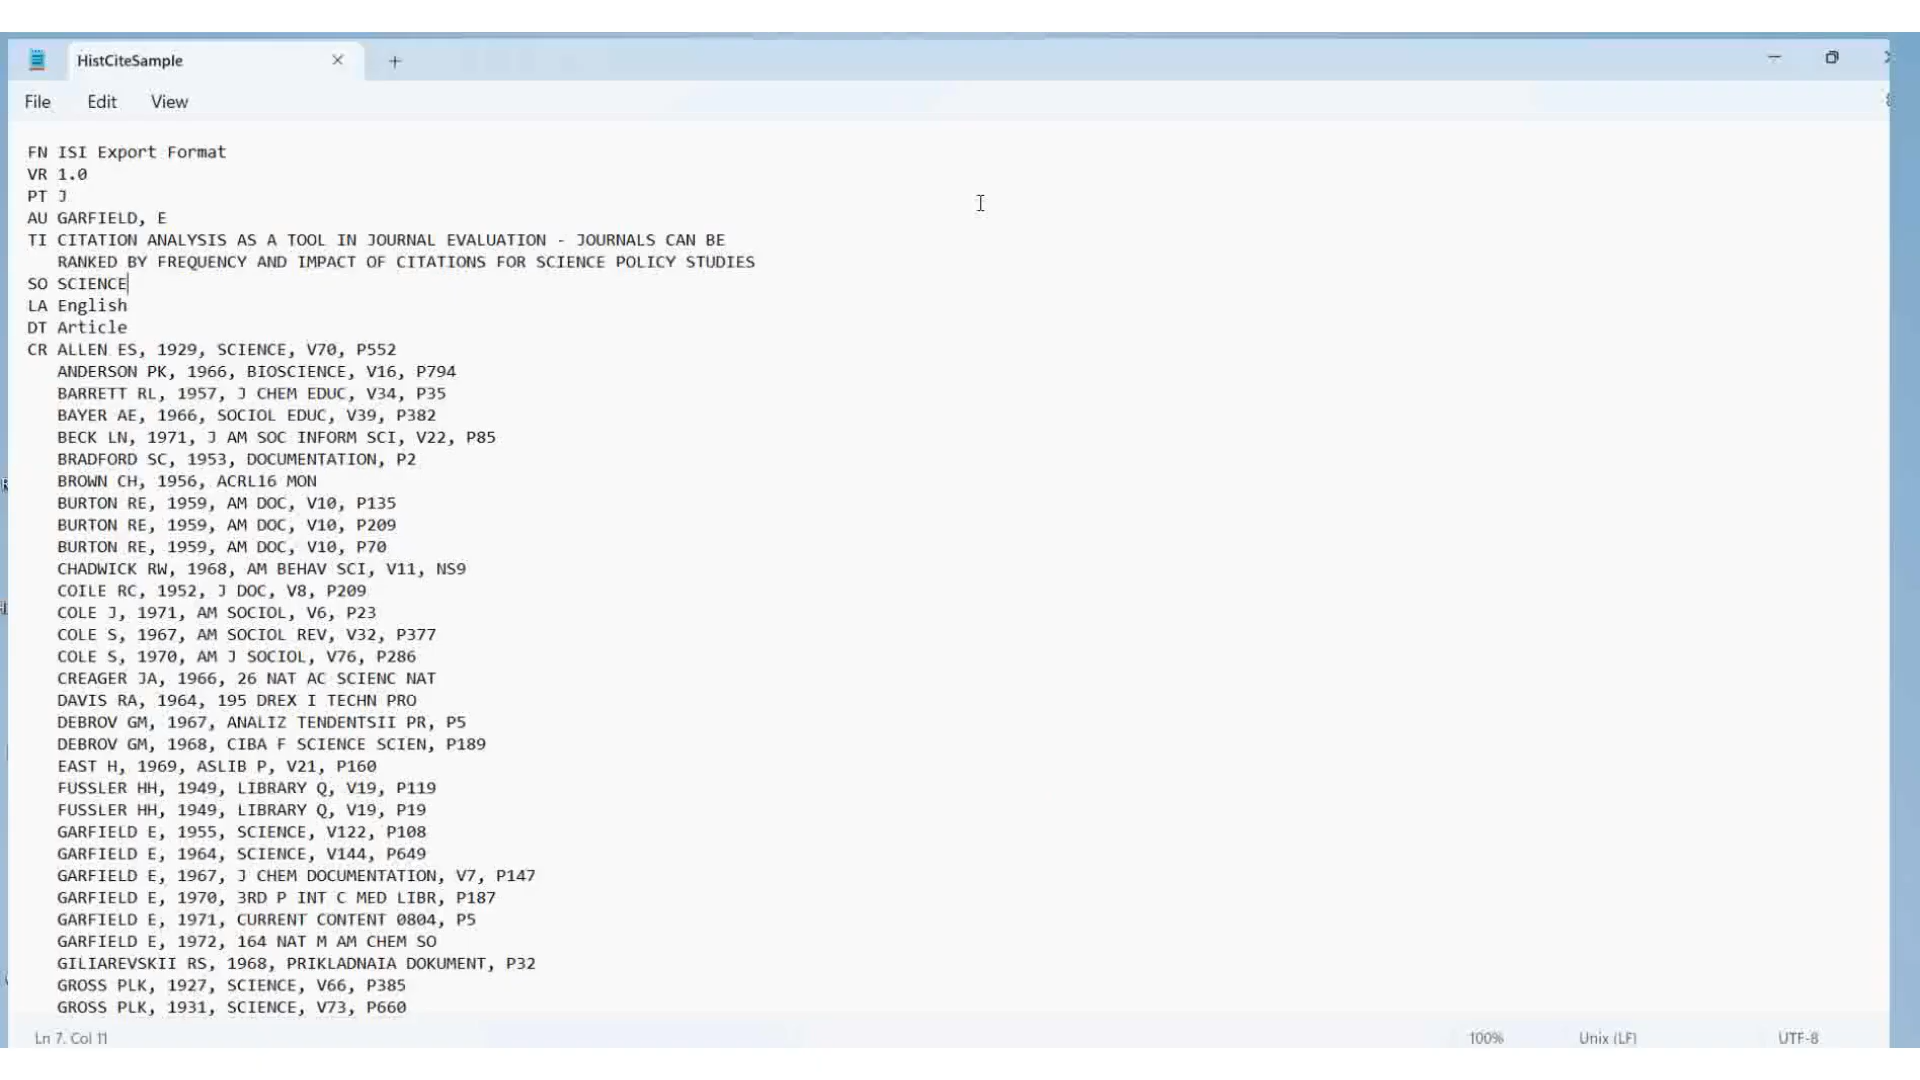 HistCiteSample
File Edit View
FN ISI Export Format
VR 1.0
PT J
AU GARFIELD, E
TI CITATION ANALYSIS AS A TOOL IN JOURNAL EVALUATION - JOURNALS CAN BE
RANKED BY FREQUENCY AND IMPACT OF CITATIONS FOR SCIENCE POLICY STUDIES
SO SCIENCE
LA English
DT Article
CR ALLEN ES, 1929, SCIENCE, V70, P552
ANDERSON PK, 1966, BIOSCIENCE, V16, P794
BARRETT RL, 1957, J CHEM EDUC, V34, P35
BAYER AE, 1966, SOCIOL EDUC, V39, P382
BECK LN, 1971, J AM SOC INFORM SCI, V22, P85
BRADFORD SC, 1953, DOCUMENTATION, P2
BROWN CH, 1956, ACRL16 MON
BURTON RE, 1959, AM DOC, V10, P135
BURTON RE, 1959, AM DOC, V10, P209
BURTON RE, 1959, AM DOC, V10, P70
CHADWICK RW, 1968, AM BEHAV SCI, V11, NS9
COILE RC, 1952, J DOC, V8, P209
COLE J, 1971, AM SOCIOL, V6, P23
COLE S, 1967, AM SOCIOL REV, V32, P377
COLE S, 1970, AM J SOCIOL, V76, P286
CREAGER JA, 1966, 26 NAT AC SCIENC NAT
DAVIS RA, 1964, 195 DREX I TECHN PRO
DEBROV GM, 1967, ANALIZ TENDENTSII PR, P5
DEBROV GM, 1968, CIBA F SCIENCE SCIEN, P189
EAST H, 1969, ASLIB P, V21, P160
FUSSLER HH, 1949, LIBRARY Q, V19, P119
FUSSLER HH, 1949, LIBRARY Q, V19, P19
GARFIELD E, 1955, SCIENCE, V122, P108
GARFIELD E, 1964, SCIENCE, V144, P649
GARFIELD E, 1967, J CHEM DOCUMENTATION, V7, P147
GARFIELD E, 1970, 3RD P INT C MED LIBR, P187
GARFIELD E, 1971, CURRENT CONTENT 0804, P5
GARFIELD E, 1972, 164 NAT M AM CHEM SO
GILIAREVSKII RS, 1968, PRIKLADNAIA DOKUMENT, P32
GROSS PLK, 1927, SCIENCE, V66, P385
GROSS PLK, 1931, SCIENCE, V73, P660
Ln 7, Col 11 100% Unix (LF) UTF-8